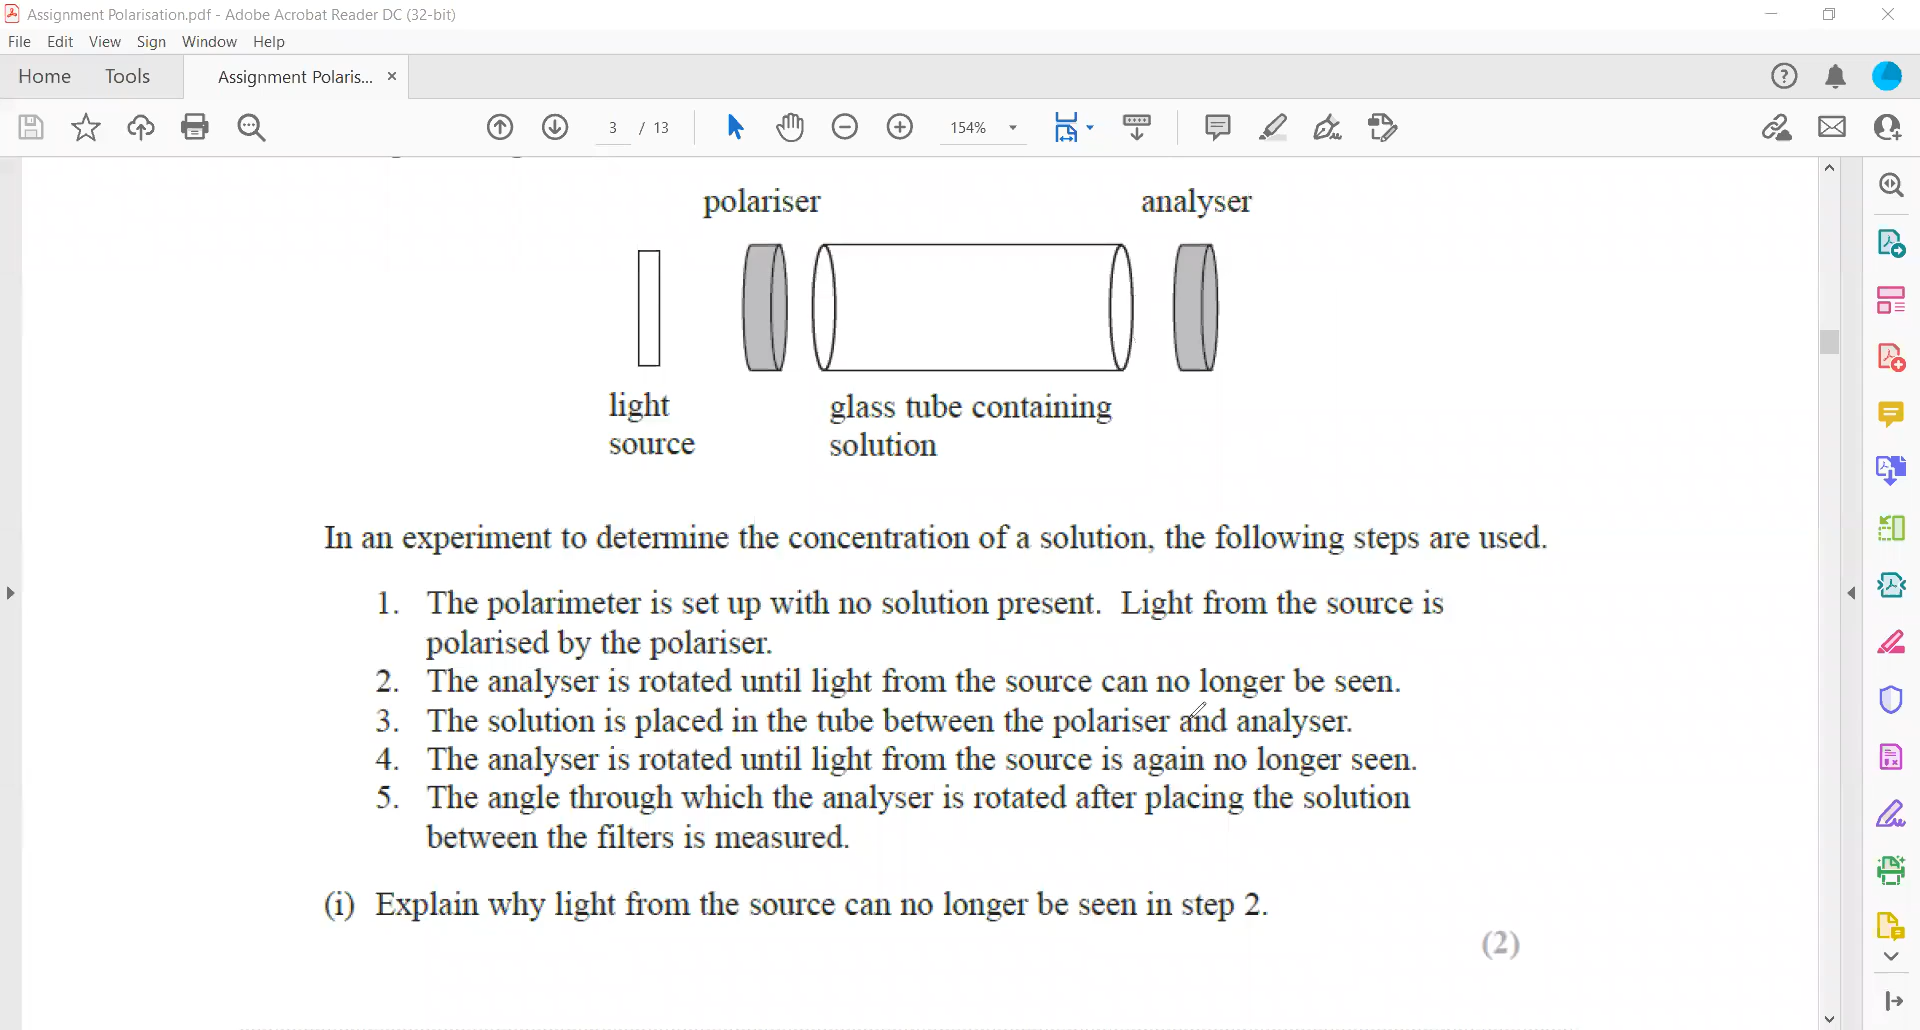 Assignment Polarisation.pdf - Adobe Acrobat Reader DC (32-bit)
File Edit View Sign Window Help
Home Tools Assignment Polaris... ×
3 / 13 154%
polariser analyser
light glass tube containing
source solution
In an experiment to determine the concentration of a solution, the following steps are used.
1. The polarimeter is set up with no solution present. Light from the source is
polarised by the polariser.
2. The analyser is rotated until light from the source can no longer be seen.
3. The solution is placed in the tube between the polariser and analyser.
4. The analyser is rotated until light from the source is again no longer seen.
5. The angle through which the analyser is rotated after placing the solution
between the filters is measured.
(i) Explain why light from the source can no longer be seen in step 2.
(2)